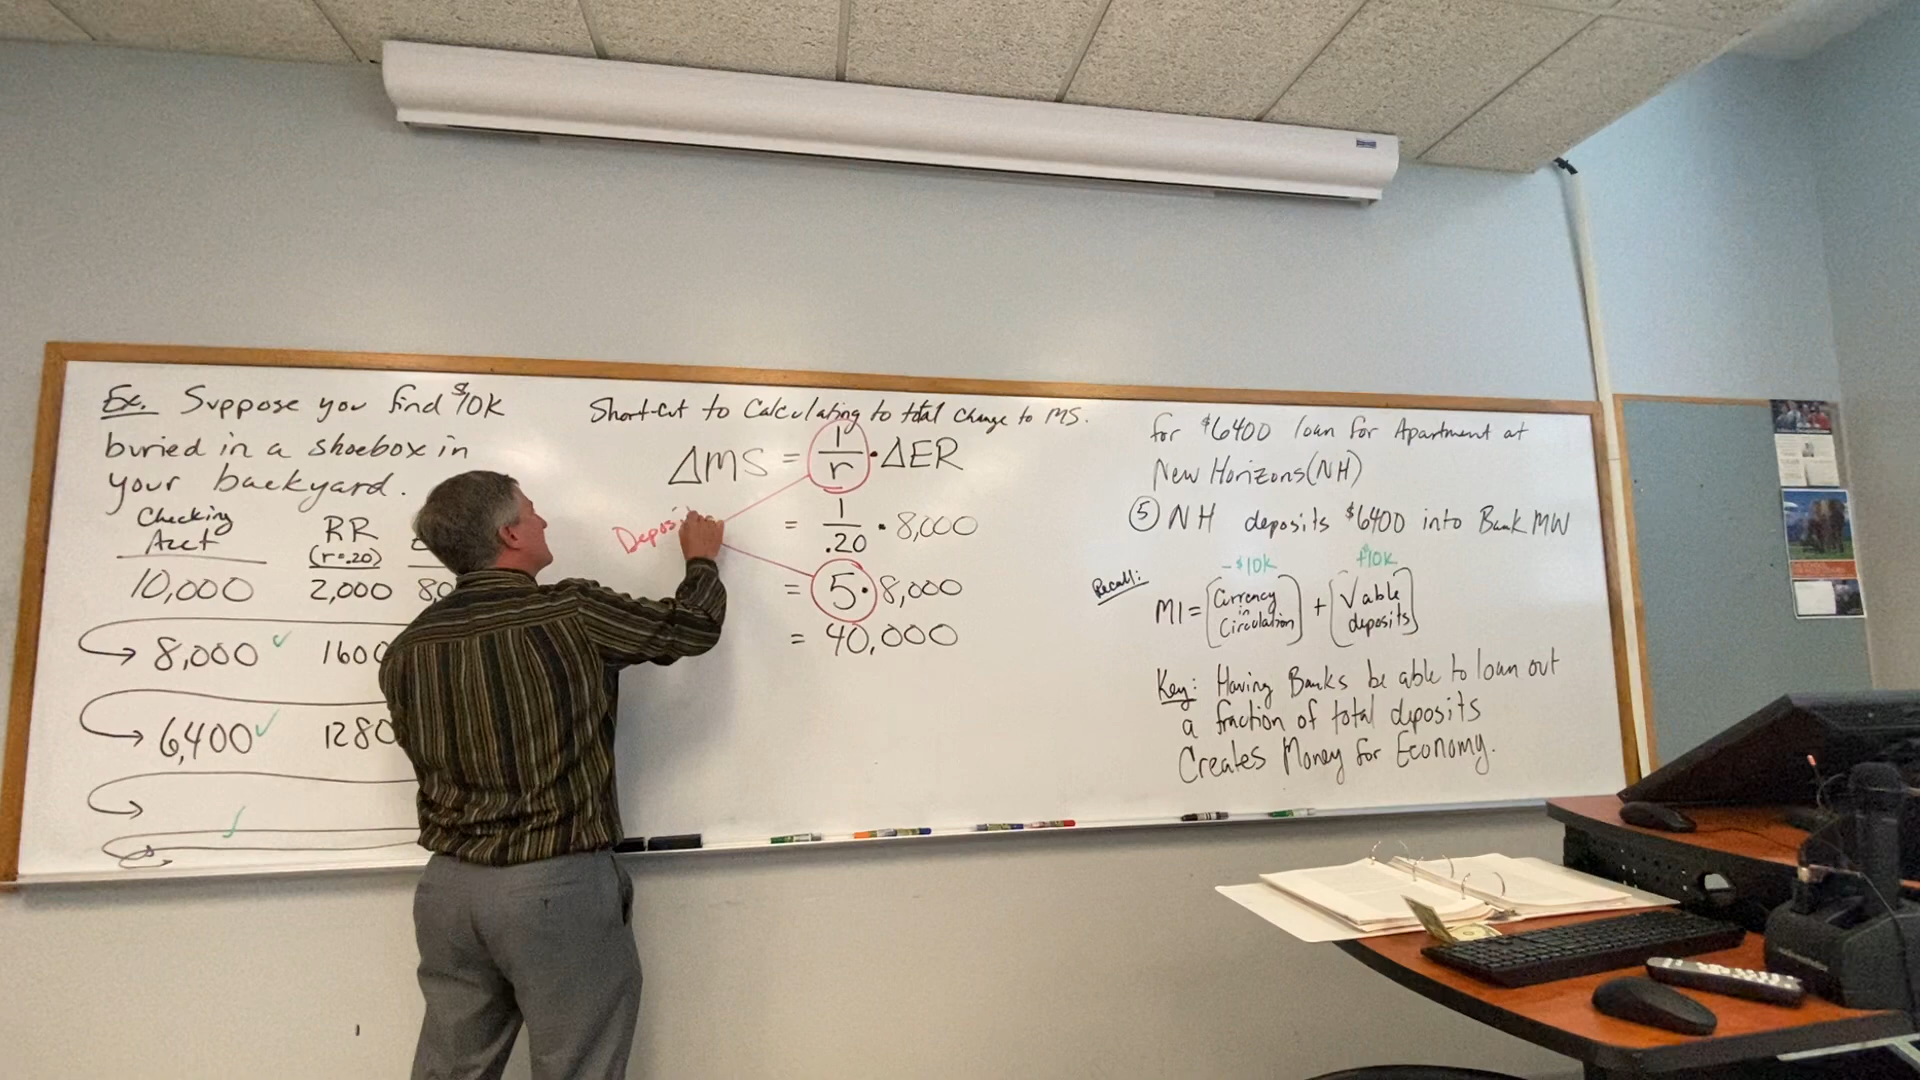 Ex. Suppose you find $10k
buried in a shoebox in
your backyard.
Checking
Acct
RR
(r=.20)
10,000 2,000 80
8,000 ✓ 1600
6,400 ✓ 1280
✓
Short-cut to Calculating to total change to MS.
ΔMS = 1/r · ΔER
= 1/.20 · 8,000
= 5 · 8,000
= 40,000
Deposit
for $6400 loan for Apartment at
New Horizons(NH)
⑤ NH deposits $6400 into Bank MW
Recall:
-$10k +$10k
M1 = [Currency in Circulation] + [√able deposits]
Key: Having Banks be able to loan out
a fraction of total deposits
Creates Money for Economy.